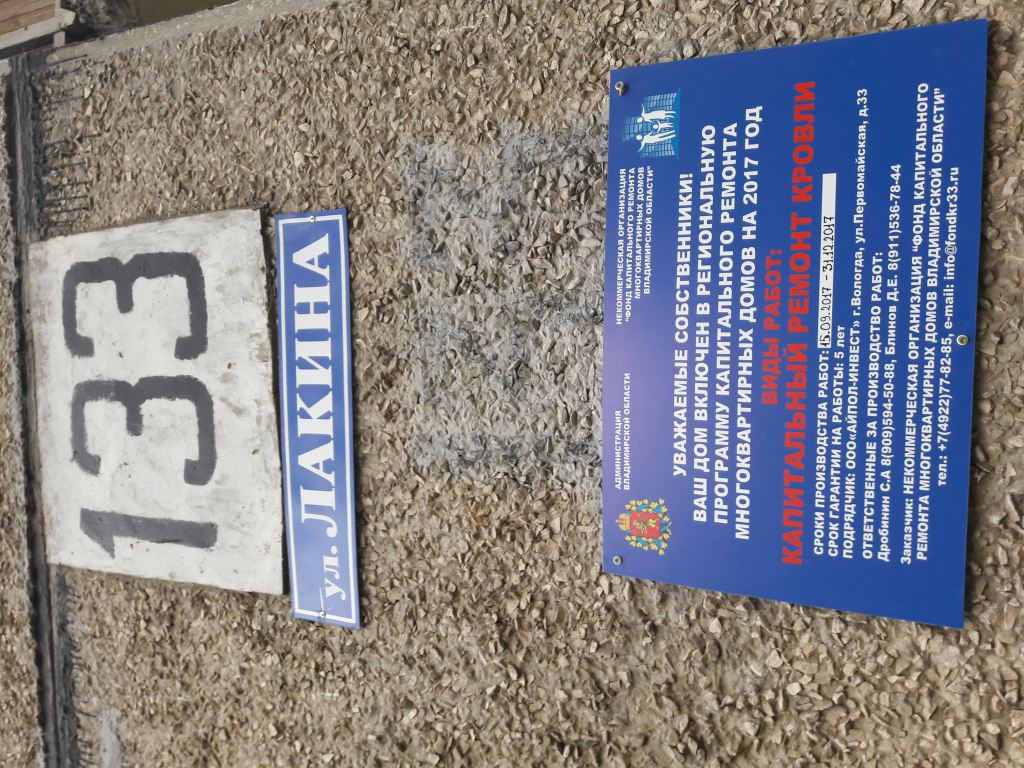 133
ул. ЛАКИНА
АДМИНИСТРАЦИЯ
ВЛАДИМИРСКОЙ ОБЛАСТИ
НЕКОММЕРЧЕСКАЯ ОРГАНИЗАЦИЯ
"ФОНД КАПИТАЛЬНОГО РЕМОНТА
МНОГОКВАРТИРНЫХ ДОМОВ
ВЛАДИМИРСКОЙ ОБЛАСТИ"
УВАЖАЕМЫЕ СОБСТВЕННИКИ!
ВАШ ДОМ ВКЛЮЧЕН В РЕГИОНАЛЬНУЮ
ПРОГРАММУ КАПИТАЛЬНОГО РЕМОНТА
МНОГОКВАРТИРНЫХ ДОМОВ НА 2017 ГОД
ВИДЫ РАБОТ:
КАПИТАЛЬНЫЙ РЕМОНТ КРОВЛИ
СРОКИ ПРОИЗВОДСТВА РАБОТ: 15.09.2017 31.12.2017
СРОК ГАРАНТИИ НА РАБОТЫ: 5 лет
ПОДРЯДЧИК: ООО«АЙПОЛ-ИНВЕСТ» г.Вологда, ул.Первомайская, д.33
ОТВЕТСТВЕННЫЕ ЗА ПРОИЗВОДСТВО РАБОТ:
Дробинин С.А 8(909)594-50-88, Блинов Д.Е. 8(911)536-78-44
Заказчик: НЕКОММЕРЧЕСКАЯ ОРГАНИЗАЦИЯ «ФОНД КАПИТАЛЬНОГО
РЕМОНТА МНОГОКВАРТИРНЫХ ДОМОВ ВЛАДИМИРСКОЙ ОБЛАСТИ"
тел.: +7(4922)77-82-85, e-mail: info@fondkr33.ru